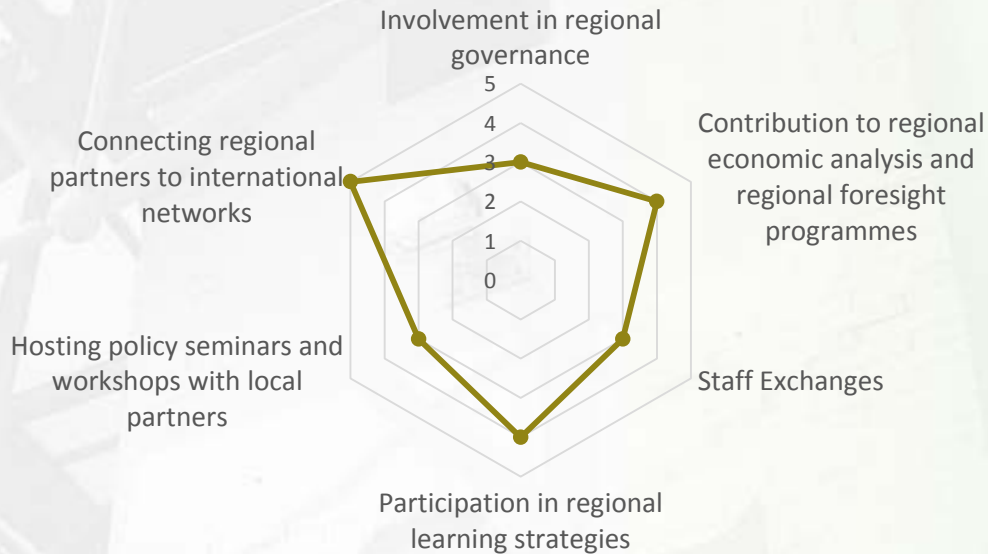 Involvement in regional
governance
5
4
3
2
1
0
Contribution to regional
economic analysis and
regional foresight
programmes
Staff Exchanges
Participation in regional
learning strategies
Hosting policy seminars and
workshops with local
partners
Connecting regional
partners to international
networks